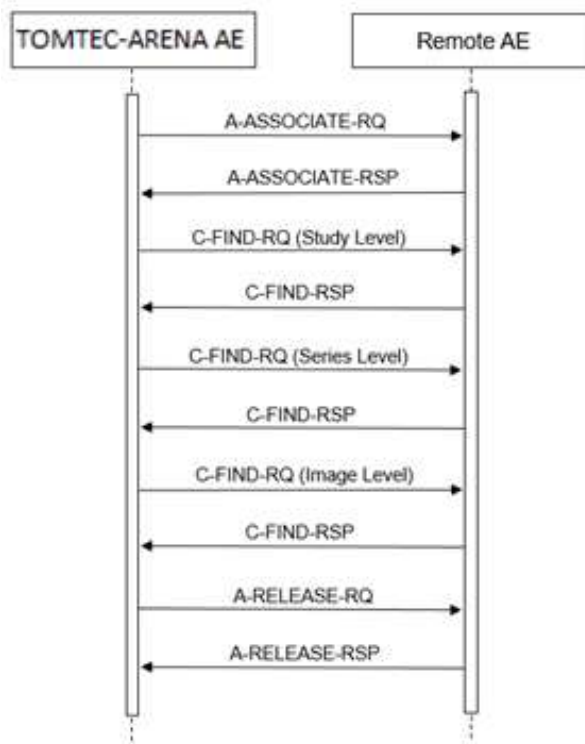 TOMTEC-ARENA AE
Remote AE
A-ASSOCIATE-RQ
A-ASSOCIATE-RSP
C-FIND-RQ (Study Level)
C-FIND-RSP
C-FIND-RQ (Series Level)
C-FIND-RSP
C-FIND-RQ (Image Level)
C-FIND-RSP
A-RELEASE-RQ
A-RELEASE-RSP